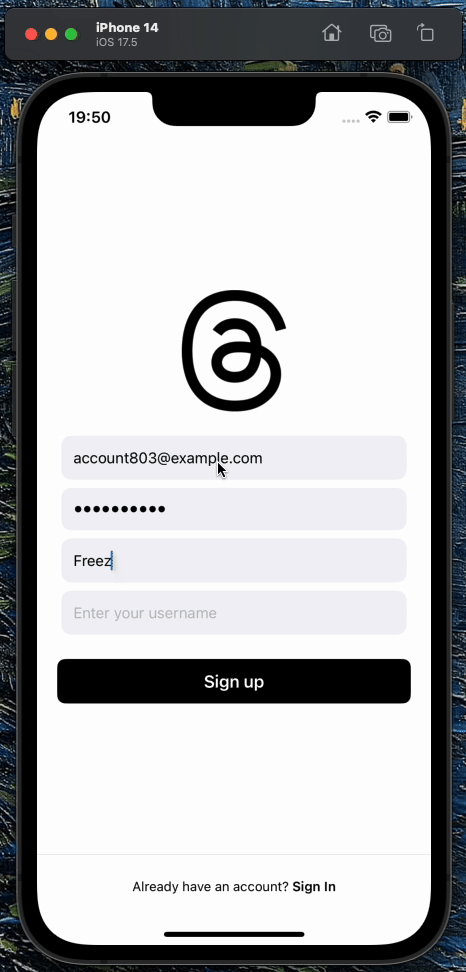 iPhone 14
iOS 17.5
19:50
account803@example.com
••••••••••
Freez
Enter your username
Sign up
Already have an account? Sign In